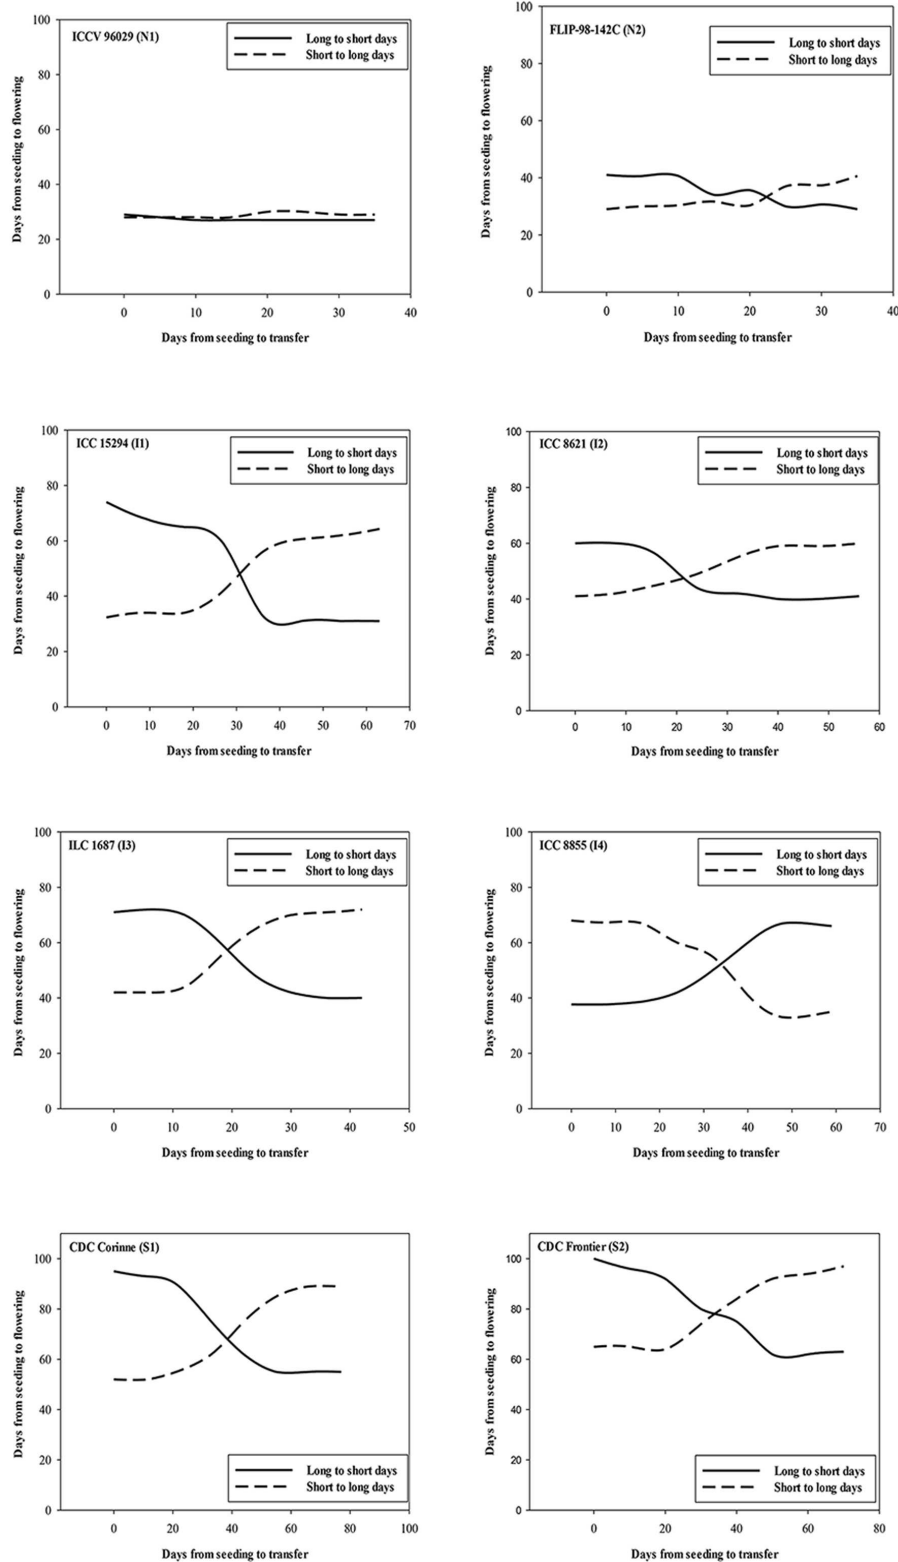 ICCV 96029 (N1)
Long to short days
Short to long days
Days from seeding to flowering
100
80
60
40
20
0
0 10 20 30 40
Days from seeding to transfer
FLIP-98-142C (N2)
Long to short days
Short to long days
Days from seeding to flowering
100
80
60
40
20
0
0 10 20 30 40
Days from seeding to transfer
ICC 15294 (I1)
Long to short days
Short to long days
Days from seeding to flowering
100
80
60
40
20
0
0 10 20 30 40 50 60 70
Days from seeding to transfer
ICC 8621 (I2)
Long to short days
Short to long days
Days from seeding to flowering
100
80
60
40
20
0
0 10 20 30 40 50 60
Days from seeding to transfer
ILC 1687 (I3)
Long to short days
Short to long days
Days from seeding to flowering
100
80
60
40
20
0
0 10 20 30 40 50
Days from seeding to transfer
ICC 8855 (I4)
Long to short days
Short to long days
Days from seeding to flowering
100
80
60
40
20
0
0 10 20 30 40 50 60 70
Days from seeding to transfer
CDC Corinne (S1)
Days from seeding to flowering
100
80
60
40
20
0
Long to short days
Short to long days
0 20 40 60 80 100
Days from seeding to transfer
CDC Frontier (S2)
Days from seeding to flowering
100
80
60
40
20
0
Long to short days
Short to long days
0 20 40 60 80
Days from seeding to transfer